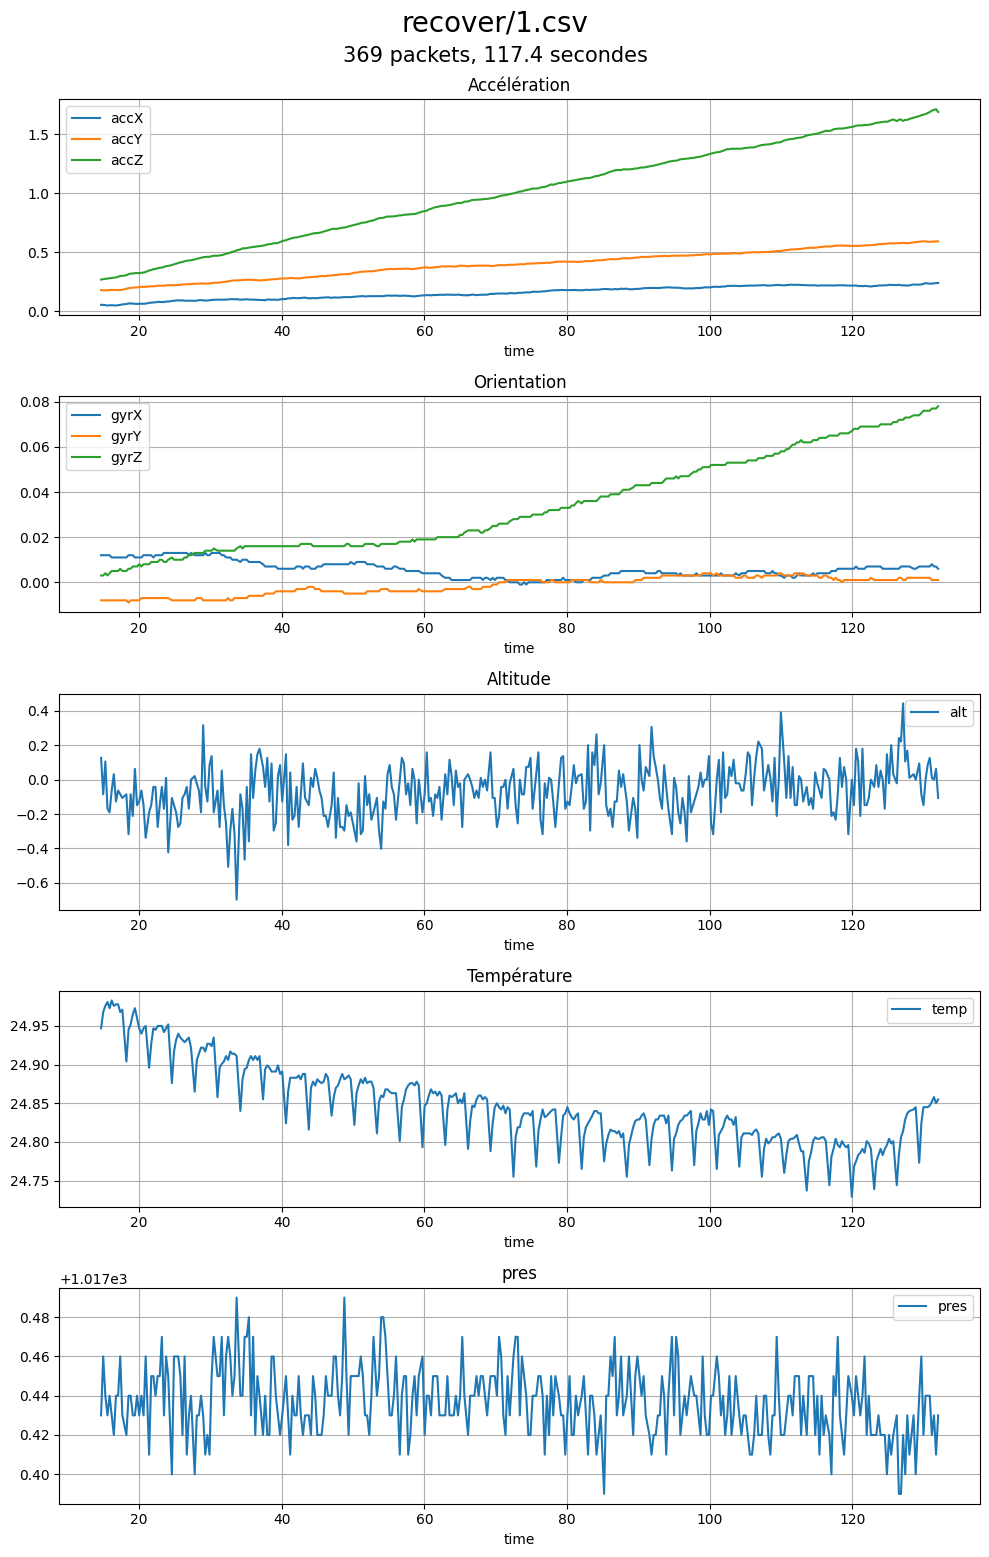 recover/1.csv
369 packets, 117.4 secondes
Accélération
accX
accY
accZ
1.5
1.0
0.5
0.0
20 40 60 80 100 120
time
Orientation
gyrX
gyrY
gyrZ
0.08
0.06
0.04
0.02
0.00
20 40 60 80 100 120
time
Altitude
alt
0.4
0.2
0.0
−0.2
−0.4
−0.6
20 40 60 80 100 120
time
Température
temp
24.95
24.90
24.85
24.80
24.75
20 40 60 80 100 120
time
pres
+1.017e3
pres
0.48
0.46
0.44
0.42
0.40
20 40 60 80 100 120
time